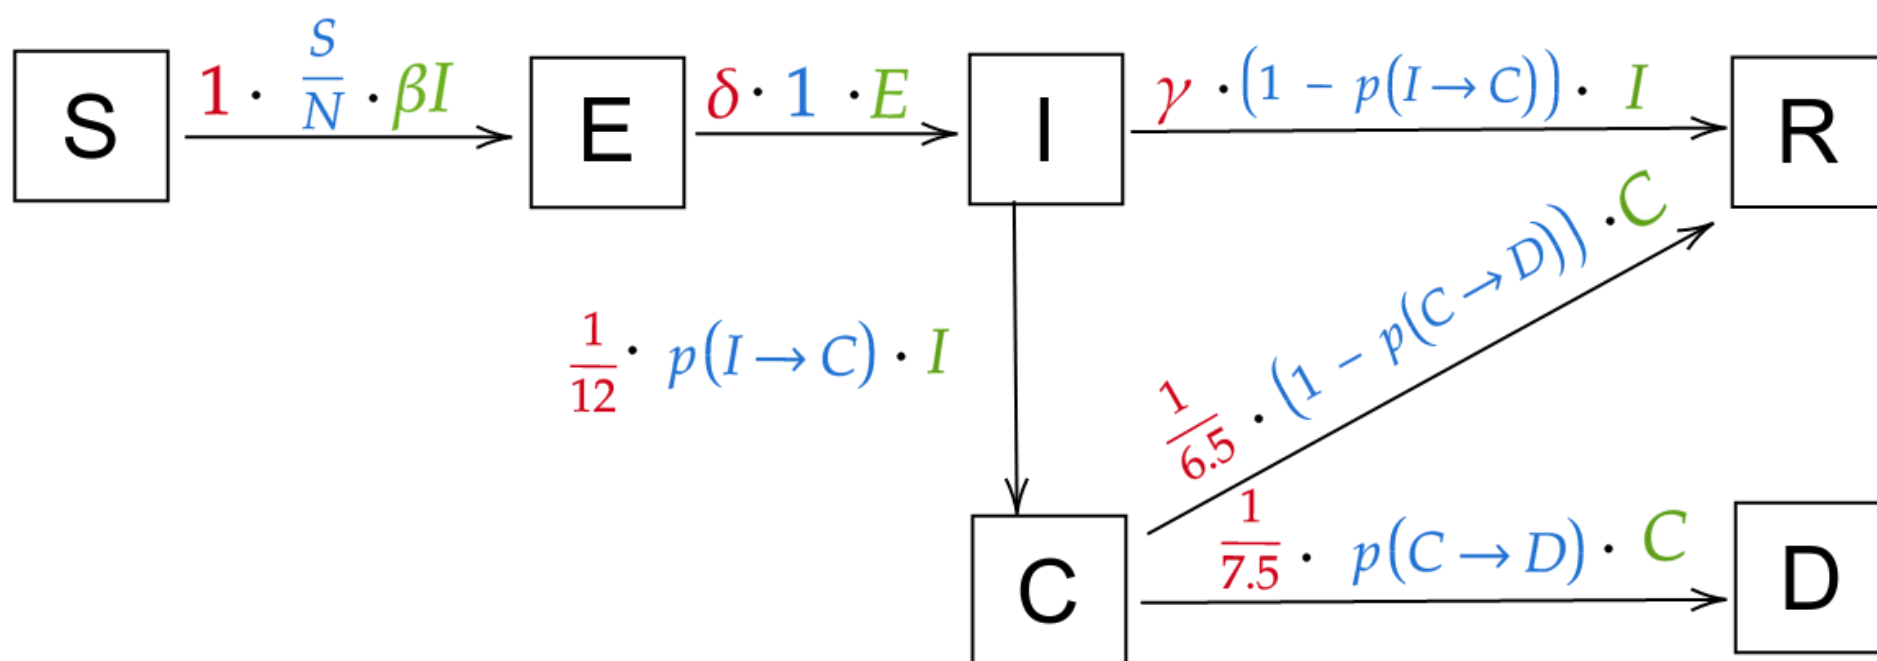 S
1 · S/N · βI
E
δ · 1 · E
I
γ · (1 − p(I → C)) · I
R
1/12 · p(I → C) · I
1/6.5 · (1 − p(C → D)) · C
C
1/7.5 · p(C → D) · C
D